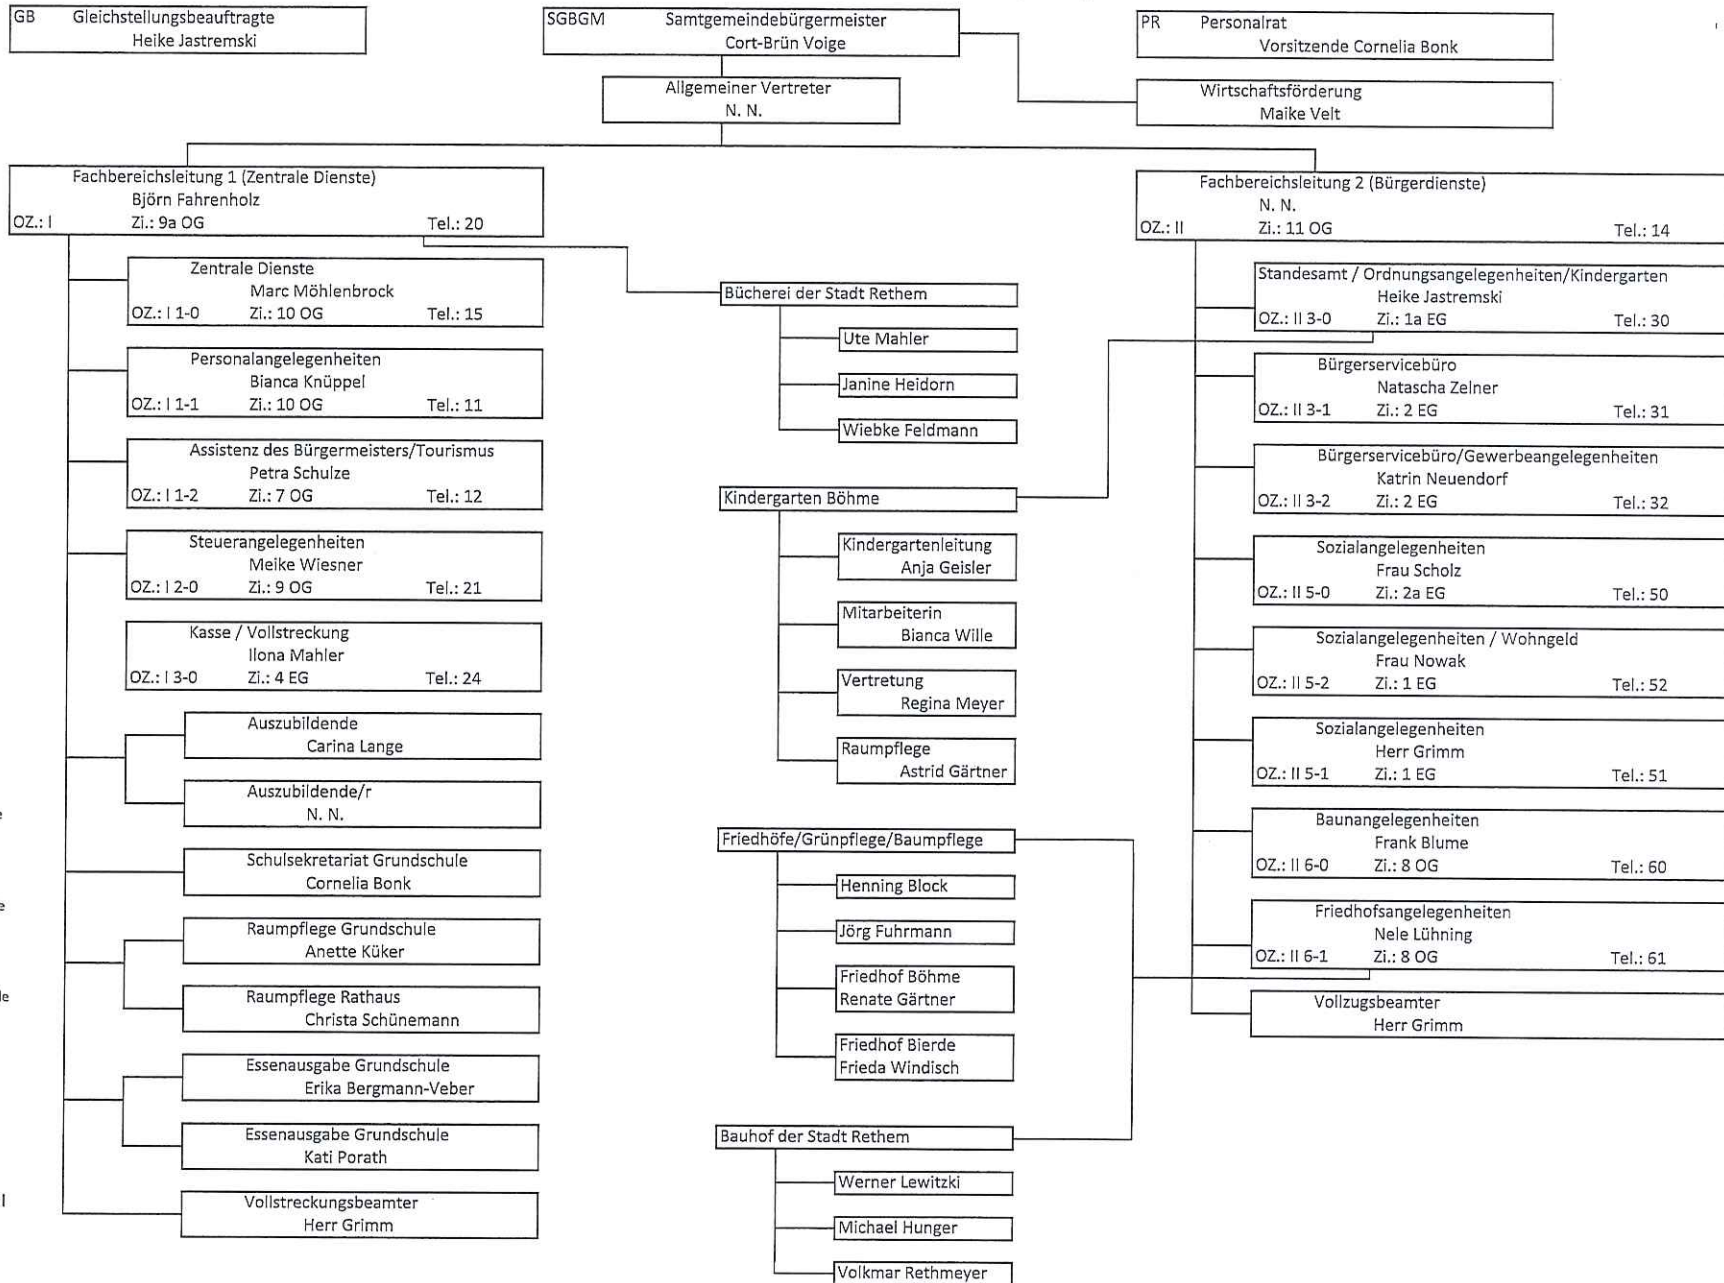 GB Gleichstellungsbeauftragte
Heike Jastremski
SGBGM Samtgemeindebürgermeister
Cort-Brün Voige
PR Personalrat
Vorsitzende Cornelia Bonk
Allgemeiner Vertreter
N. N.
Wirtschaftsförderung
Maike Veit
Fachbereichsleitung 1 (Zentrale Dienste)
Björn Fahrenholz
OZ.: I Zi.: 9a OG Tel.: 20
Zentrale Dienste
Marc Möhlenbrock
OZ.: I 1-0 Zi.: 10 OG Tel.: 15
Personalangelegenheiten
Bianca Knüppel
OZ.: I 1-1 Zi.: 10 OG Tel.: 11
Assistenz des Bürgermeisters/Tourismus
Petra Schulze
OZ.: I 1-2 Zi.: 7 OG Tel.: 12
Steuerangelegenheiten
Meike Wiesner
OZ.: I 2-0 Zi.: 9 OG Tel.: 21
Kasse / Vollstreckung
Ilona Mahler
OZ.: I 3-0 Zi.: 4 EG Tel.: 24
Auszubildende
Carina Lange
Auszubildende/r
N. N.
Schulsekretariat Grundschule
Cornelia Bonk
Raumpflege Grundschule
Anette Küker
Raumpflege Rathaus
Christa Schünemann
Essenausgabe Grundschule
Erika Bergmann-Veber
Essenausgabe Grundschule
Kati Porath
Vollstreckungsbeamter
Herr Grimm
Bücherei der Stadt Rethem
Ute Mahler
Janine Heidorn
Wiebke Feldmann
Kindergarten Böhme
Kindergartenleitung
Anja Geisler
Mitarbeiterin
Bianca Wille
Vertretung
Regina Meyer
Raumpflege
Astrid Gärtner
Friedhöfe/Grünpflege/Baumpflege
Henning Block
Jörg Fuhrmann
Friedhof Böhme
Renate Gärtner
Friedhof Bierde
Frieda Windisch
Bauhof der Stadt Rethem
Werner Lewitzki
Michael Hunger
Volkmar Rethmeyer
Fachbereichsleitung 2 (Bürgerdienste)
N. N.
OZ.: II Zi.: 11 OG Tel.: 14
Standesamt / Ordnungsangelegenheiten/Kindergarten
Heike Jastremski
OZ.: II 3-0 Zi.: 1a EG Tel.: 30
Bürgerservicebüro
Natascha Zelner
OZ.: II 3-1 Zi.: 2 EG Tel.: 31
Bürgerservicebüro/Gewerbeangelegenheiten
Katrin Neuendorf
OZ.: II 3-2 Zi.: 2 EG Tel.: 32
Sozialangelegenheiten
Frau Scholz
OZ.: II 5-0 Zi.: 2a EG Tel.: 50
Sozialangelegenheiten / Wohngeld
Frau Nowak
OZ.: II 5-2 Zi.: 1 EG Tel.: 52
Sozialangelegenheiten
Herr Grimm
OZ.: II 5-1 Zi.: 1 EG Tel.: 51
Baunangelegenheiten
Frank Blume
OZ.: II 6-0 Zi.: 8 OG Tel.: 60
Friedhofsangelegenheiten
Nele Lühning
OZ.: II 6-1 Zi.: 8 OG Tel.: 61
Vollzugsbeamter
Herr Grimm